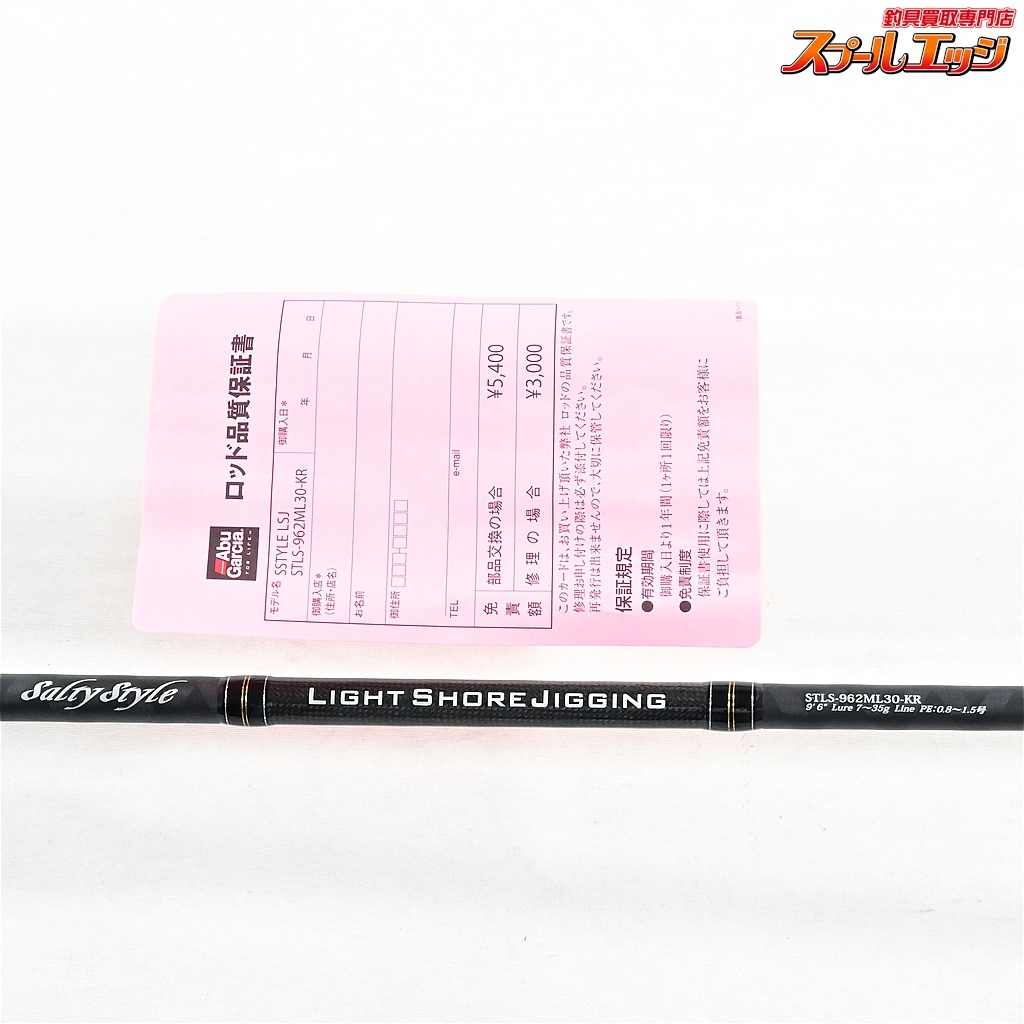 釣具買取専門店
スプールエッジ
Abu
Garcia
FOR LIFE
ロッド品質保証書
モデル名 SSTYLE LSJ
STLS-962ML30-KR
御購入日* 年 月 日
御購入店*
(住所・店名)
お名前
御住所
TEL e-mail
免責額
部品交換の場合 ¥5,400
修理の場合 ¥3,000
このカードは、お買い上げ頂いた弊社 ロッドの品質保証書です。
修理お申し付けの際は必ず添付してください。
再発行は出来ませんので、大切に保管してください。
保証規定
●有効期間
御購入日より1年間(1ヶ所1回限り)
●免責制度
保証書使用に際しては上記免責額をお客様に
ご負担して頂きます。
Salty Style
LIGHT SHORE JIGGING
STLS-962ML30-KR
9'6" Lure 7〜35g Line PE:0.8〜1.5号